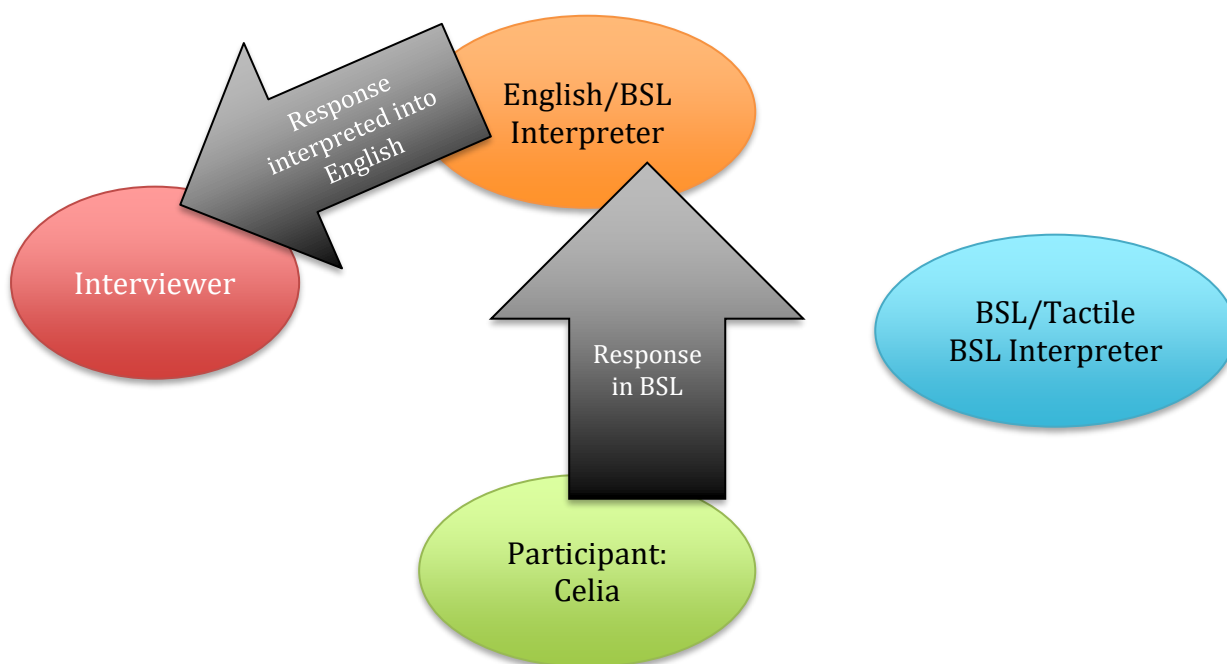 English/BSL
Interpreter
Response
interpreted into
English
Interviewer
BSL/Tactile
BSL Interpreter
Response
in BSL
Participant:
Celia